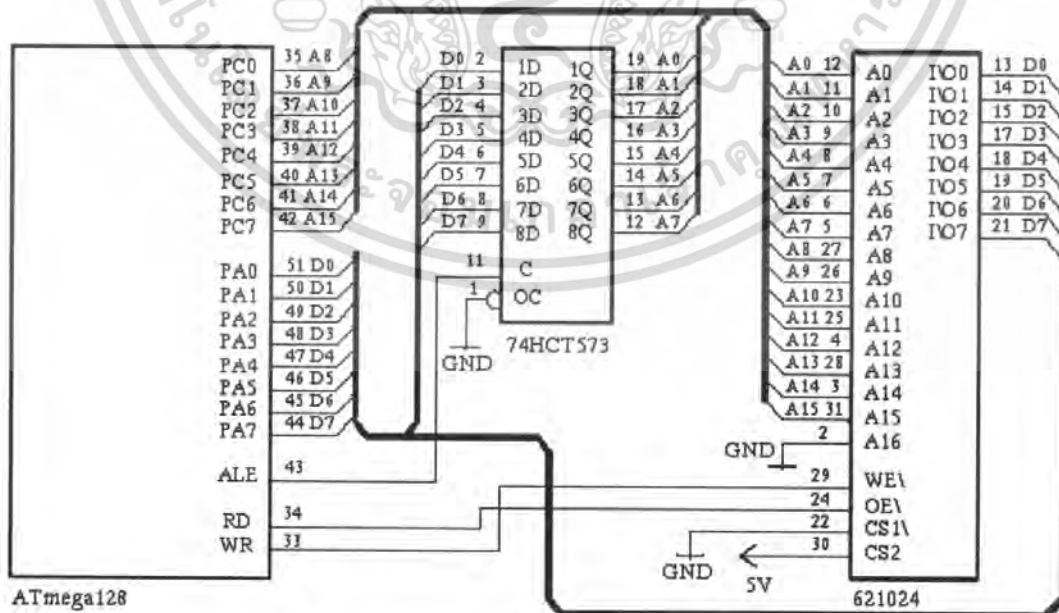 PC0 35 A8
PC1 36 A9
PC2 37 A10
PC3 38 A11
PC4 39 A12
PC5 40 A13
PC6 41 A14
PC7 42 A15
PA0 51 D0
PA1 50 D1
PA2 49 D2
PA3 48 D3
PA4 47 D4
PA5 46 D5
PA6 45 D6
PA7 44 D7
ALE 43
RD 34
WR 33
ATmega128
D0 2 1D 1Q 19 A0
D1 3 2D 2Q 18 A1
D2 4 3D 3Q 17 A2
D3 5 4D 4Q 16 A3
D4 6 5D 5Q 15 A4
D5 7 6D 6Q 14 A5
D6 8 7D 7Q 13 A6
D7 9 8D 8Q 12 A7
11 C
1 OC
GND
74HCT573
A0 12 A0 I\O0 13 D0
A1 11 A1 I\O1 14 D1
A2 10 A2 I\O2 15 D2
A3 9 A3 I\O3 17 D3
A4 8 A4 I\O4 18 D4
A5 7 A5 I\O5 19 D5
A6 6 A6 I\O6 20 D6
A7 5 A7 I\O7 21 D7
A8 27 A8
A9 26 A9
A10 23 A10
A11 25 A11
A12 4 A12
A13 28 A13
A14 3 A14
A15 31 A15
GND 2 A16
29 WE\
24 OE\
22 CS1\
30 CS2
GND
5V
621024